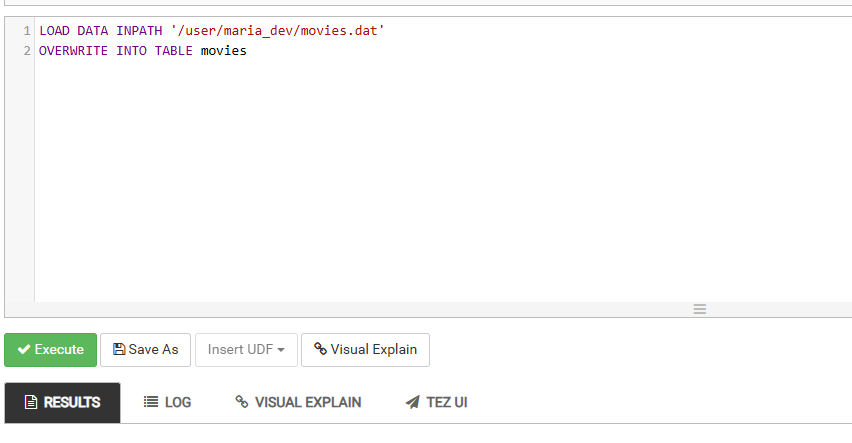 1 LOAD DATA INPATH '/user/maria_dev/movies.dat'
2 OVERWRITE INTO TABLE movies
Execute Save As Insert UDF Visual Explain
RESULTS LOG VISUAL EXPLAIN TEZ UI